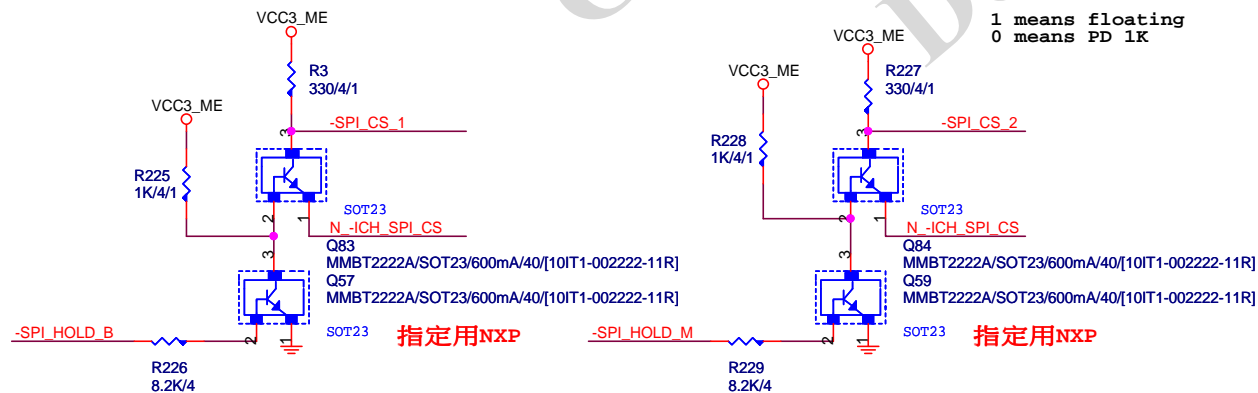 1 means floating
0 means PD 1K
VCC3_ME
R3
330/4/1
VCC3_ME
-SPI_CS_1
3
R225
1K/4/1
2
1
SOT23
N_-ICH_SPI_CS
Q83
MMBT2222A/SOT23/600mA/40/[10IT1-002222-11R]
3
Q57
MMBT2222A/SOT23/600mA/40/[10IT1-002222-11R]
SOT23
-SPI_HOLD_B
2
1
指定用NXP
R226
8.2K/4
VCC3_ME
R227
330/4/1
VCC3_ME
-SPI_CS_2
3
R228
1K/4/1
2
1
SOT23
N_-ICH_SPI_CS
Q84
MMBT2222A/SOT23/600mA/40/[10IT1-002222-11R]
3
Q59
MMBT2222A/SOT23/600mA/40/[10IT1-002222-11R]
SOT23
-SPI_HOLD_M
2
1
指定用NXP
R229
8.2K/4